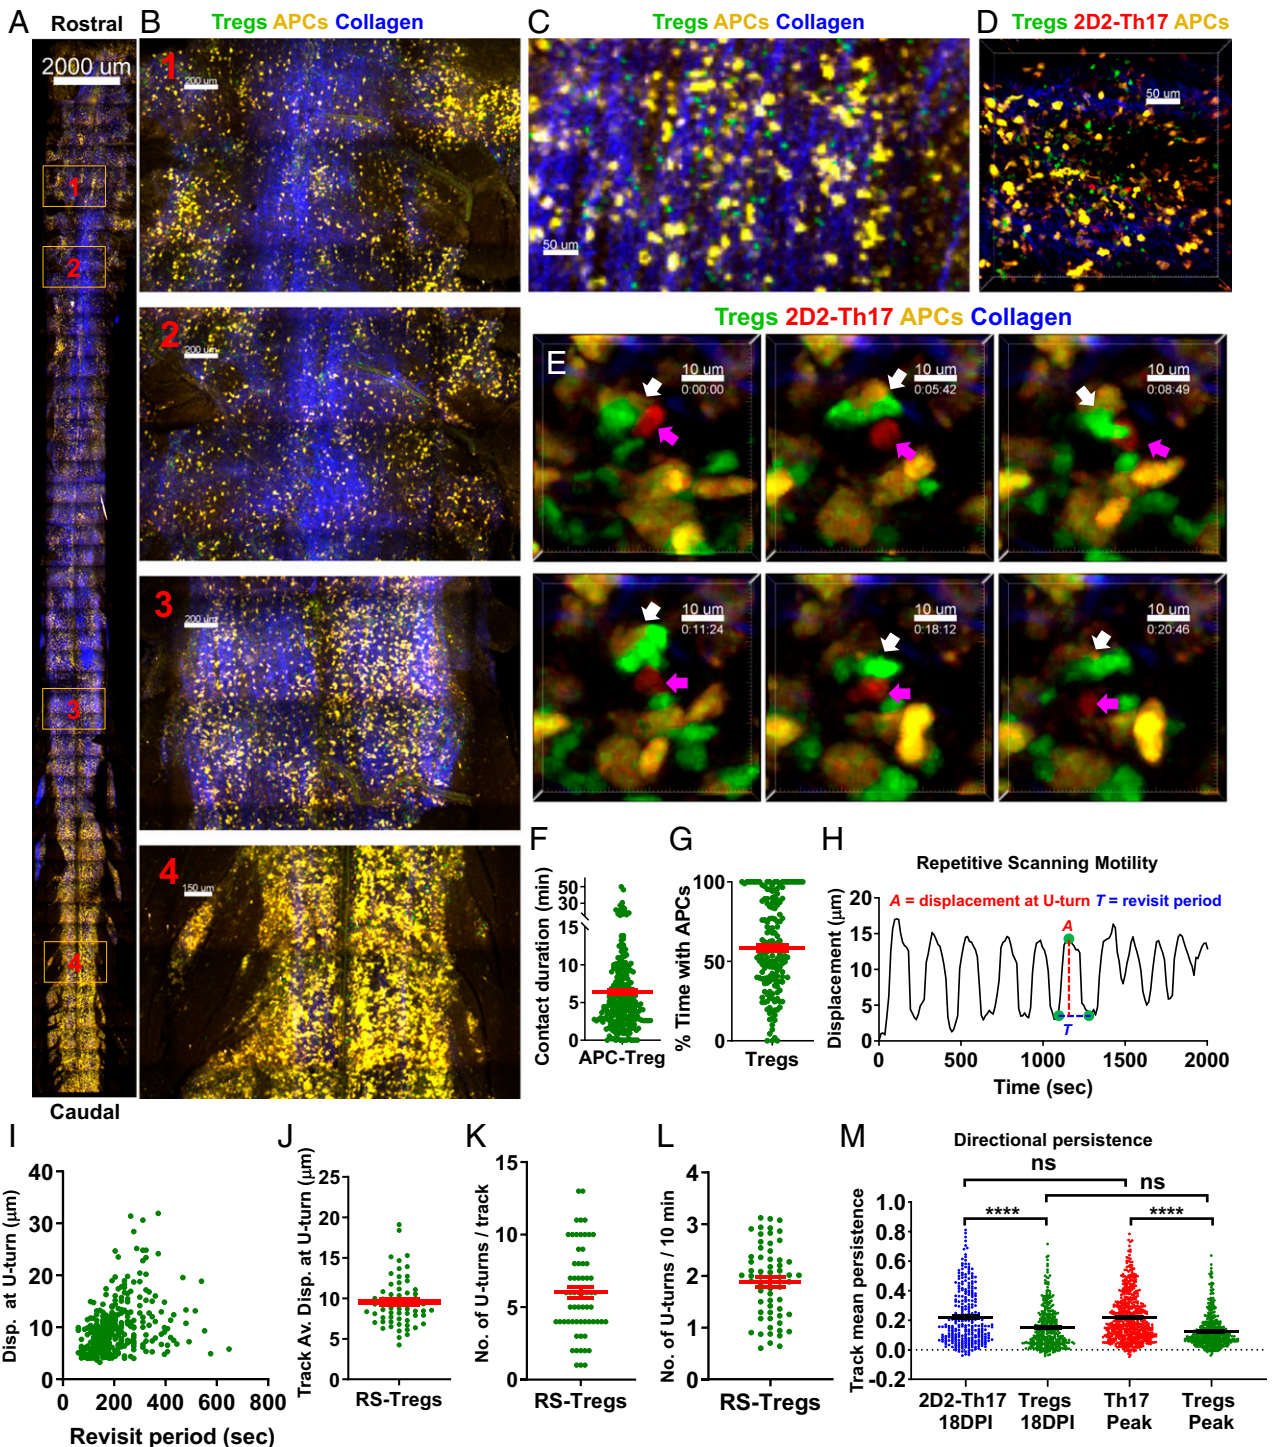 A
Rostral
2000 um
1
2
3
4
Caudal
B
Tregs APCs Collagen
1
200 um
2
200 um
3
200 um
4
150 um
C
Tregs APCs Collagen
50 um
D
Tregs 2D2-Th17 APCs
50 um
Tregs 2D2-Th17 APCs Collagen
E
10 um
0:00:00
10 um
0:05:42
10 um
0:08:49
10 um
0:11:24
10 um
0:18:12
10 um
0:20:46
F
Contact duration (min)
50
30
15
10
5
0
APC-Treg
G
% Time with APCs
100
50
0
Tregs
H
Repetitive Scanning Motility
A = displacement at U-turn T = revisit period
Displacement (μm)
20
15
10
5
0
A
T
0 500 1000 1500 2000
Time (sec)
I
Disp. at U-turn (μm)
40
30
20
10
0
0 200 400 600 800
Revisit period (sec)
J
Track Av. Disp. at U-turn (μm)
25
20
15
10
5
0
RS-Tregs
K
No. of U-turns / track
15
10
5
0
RS-Tregs
L
No. of U-turns / 10 min
4
3
2
1
0
RS-Tregs
M
Directional persistence
ns
ns
**** ****
Track mean persistence
1.0
0.8
0.6
0.4
0.2
0.0
-0.2
2D2-Th17 Tregs Th17 Tregs
18DPI 18DPI Peak Peak